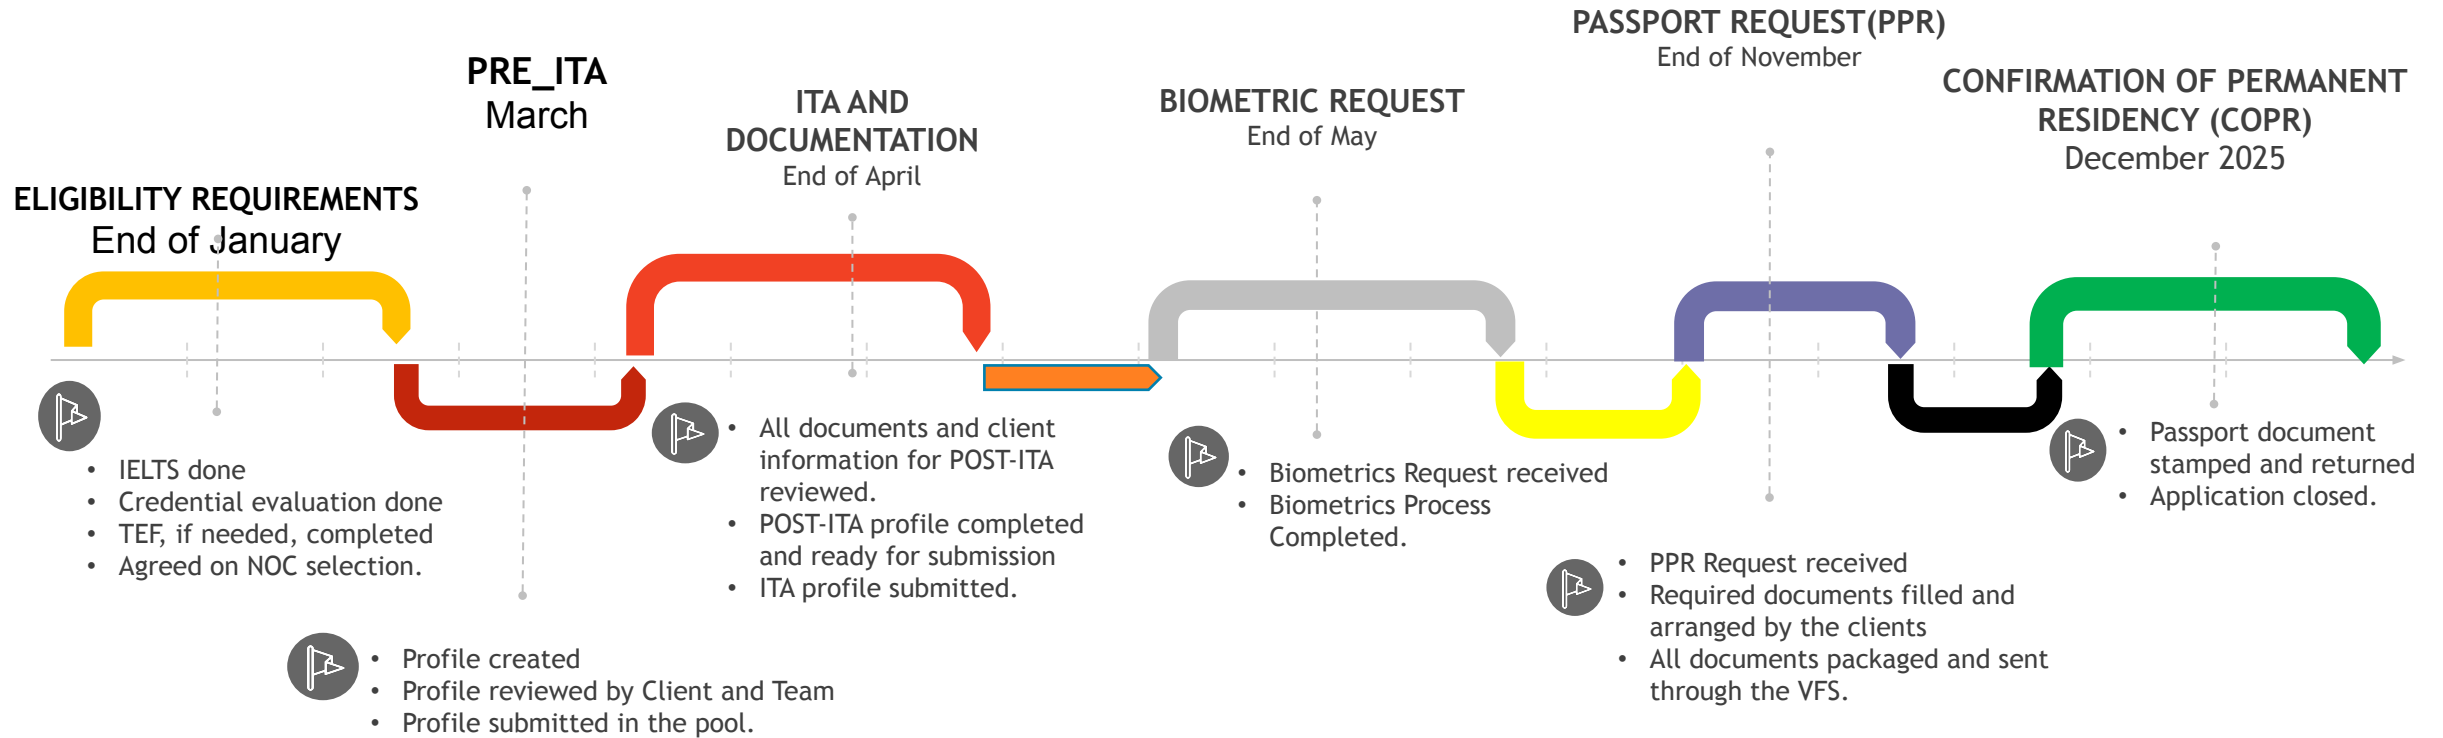 ELIGIBILITY REQUIREMENTS
End of January
• IELTS done
• Credential evaluation done
• TEF, if needed, completed
• Agreed on NOC selection.
PRE_ITA
March
• Profile created
• Profile reviewed by Client and Team
• Profile submitted in the pool.
ITA AND
DOCUMENTATION
End of April
• All documents and client
information for POST-ITA
reviewed.
• POST-ITA profile completed
and ready for submission
• ITA profile submitted.
BIOMETRIC REQUEST
End of May
• Biometrics Request received
• Biometrics Process
Completed.
PASSPORT REQUEST(PPR)
End of November
• PPR Request received
• Required documents filled and
arranged by the clients
• All documents packaged and sent
through the VFS.
CONFIRMATION OF PERMANENT
RESIDENCY (COPR)
December 2025
• Passport document
stamped and returned
• Application closed.